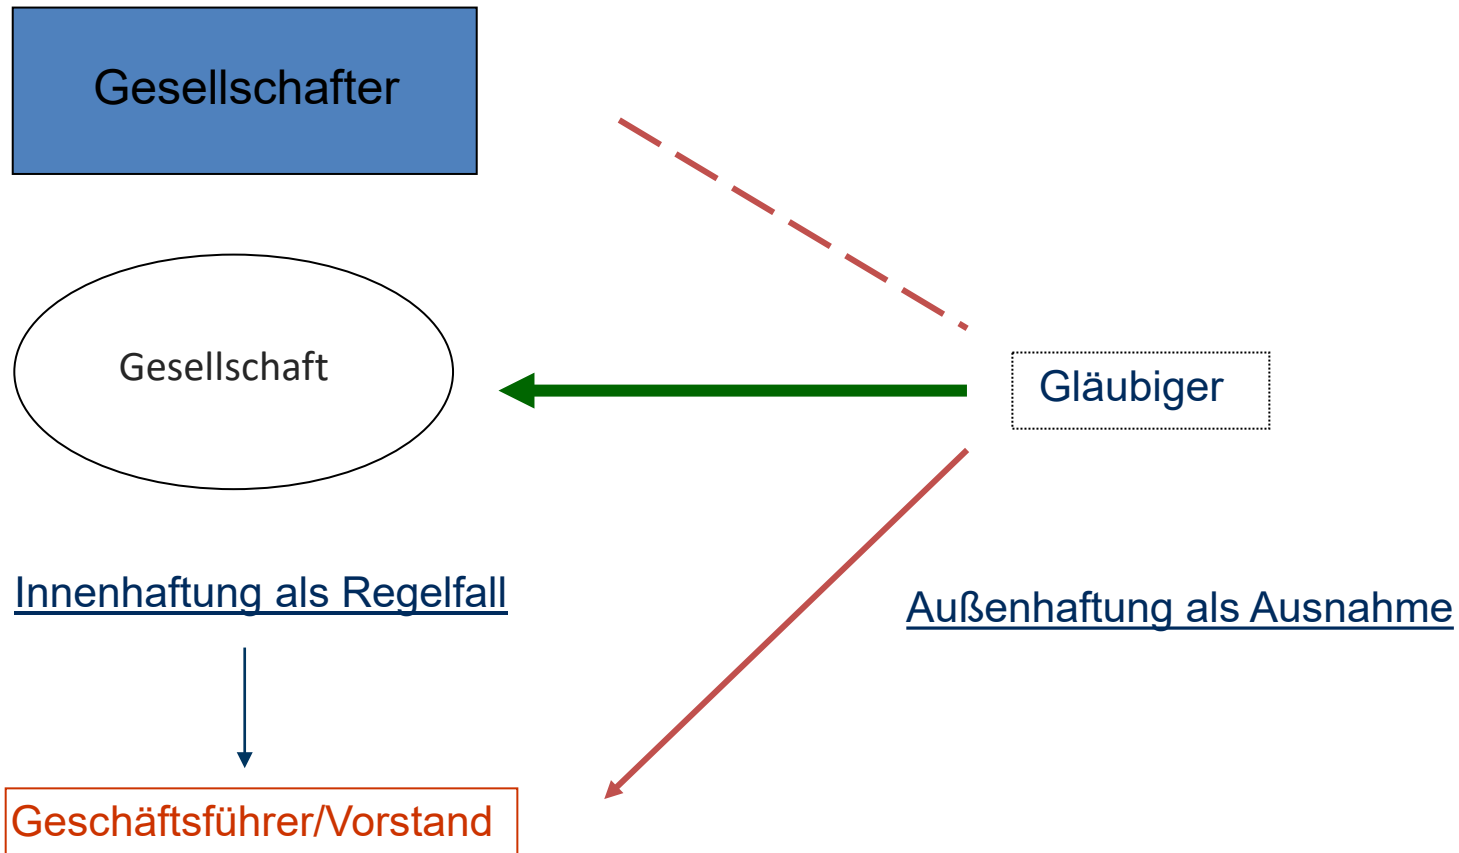 Gesellschafter
Gesellschaft
Gläubiger
Innenhaftung als Regelfall
Außenhaftung als Ausnahme
Geschäftsführer/Vorstand